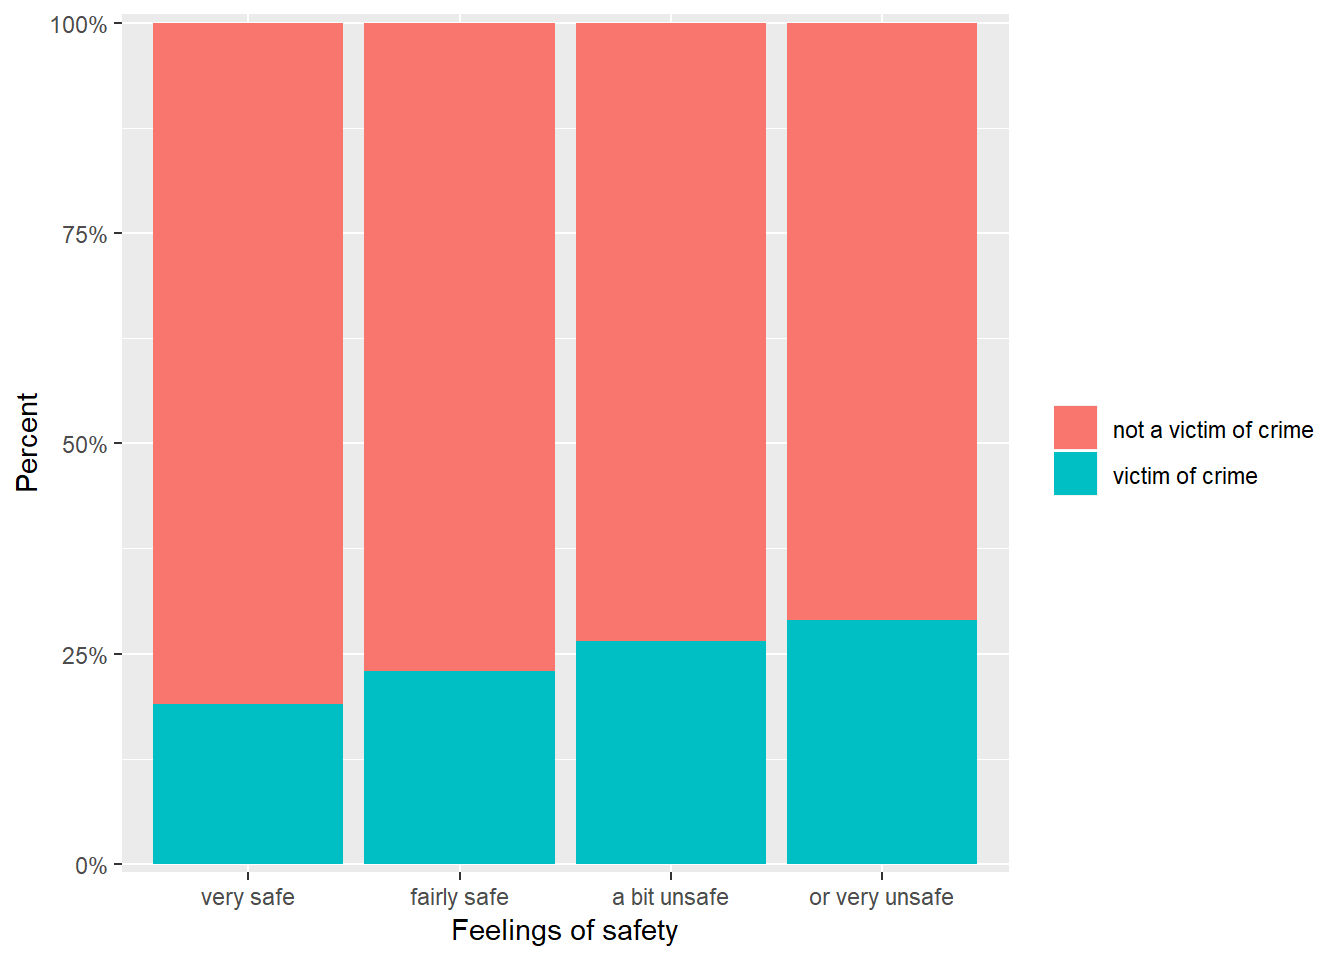 100%
75%
50%
25%
0%
Percent
very safe
fairly safe
a bit unsafe
or very unsafe
Feelings of safety
not a victim of crime
victim of crime